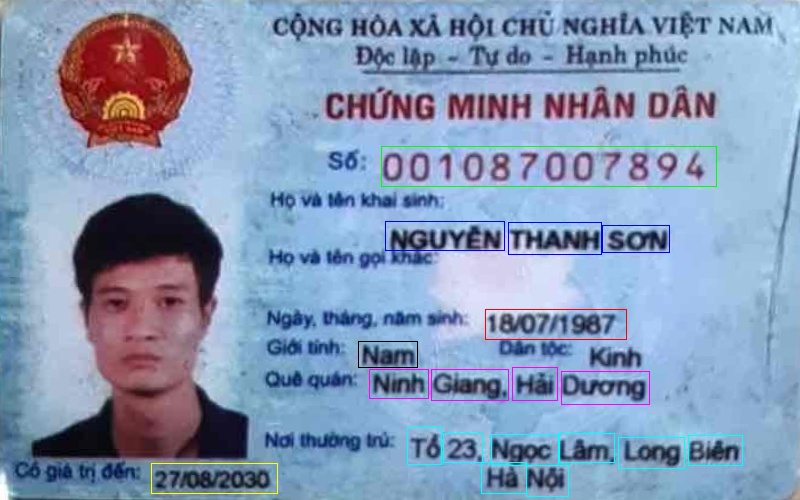 CỘNG HÒA XÃ HỘI CHỦ NGHĨA VIỆT NAM
Độc lập - Tự do - Hạnh phúc
CHỨNG MINH NHÂN DÂN
Số: 001087007894
Họ và tên khai sinh:
NGUYỄN THANH SƠN
Họ và tên gọi khác:
Ngày, tháng, năm sinh: 18/07/1987
Giới tính: Nam Dân tộc: Kinh
Quê quán: Ninh Giang, Hải Dương
Nơi thường trú: Tổ 23, Ngọc Lâm, Long Biên
Có giá trị đến: 27/08/2030 Hà Nội